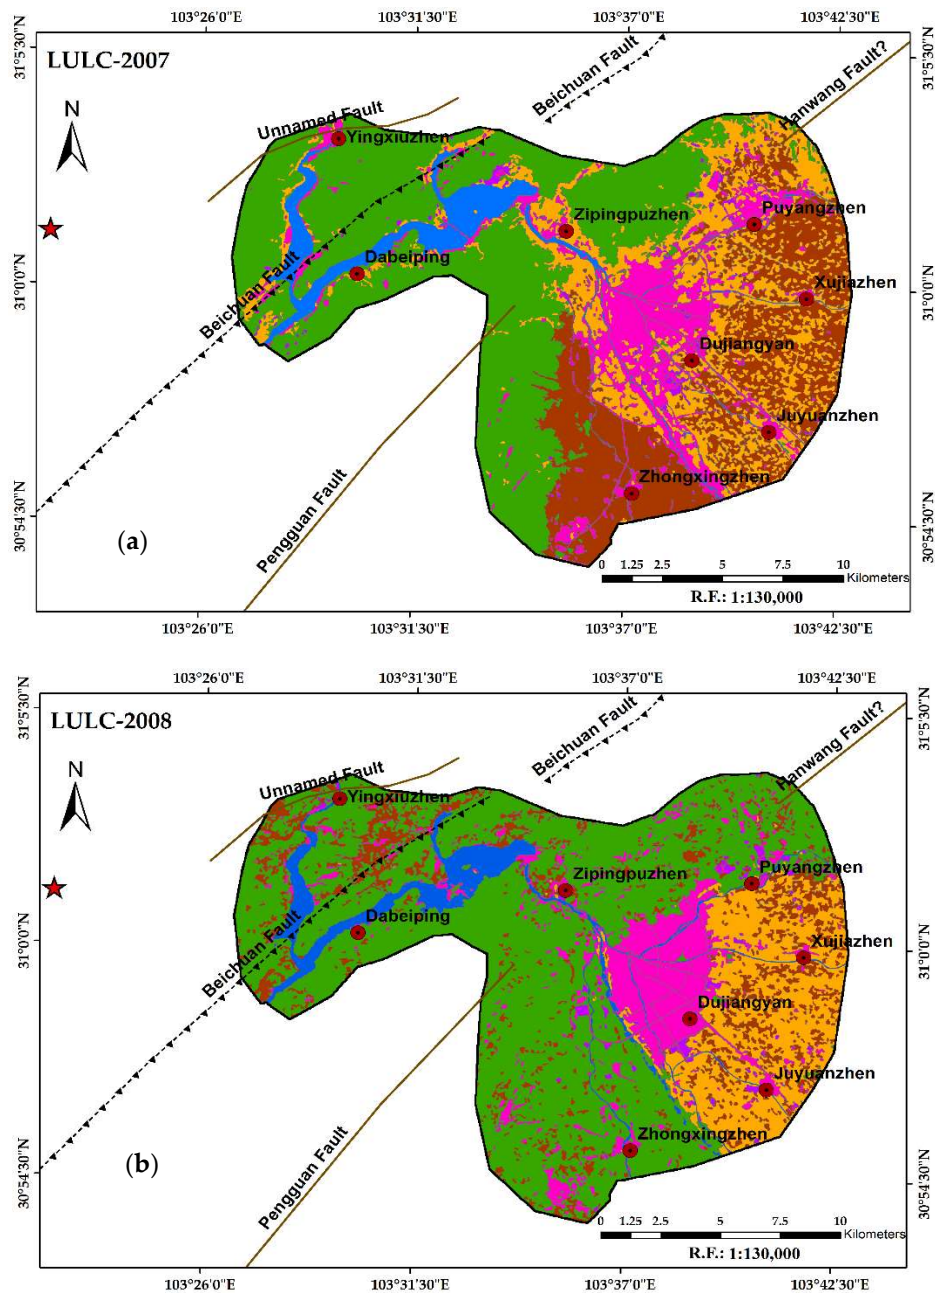 103°26'0"E 103°31'30"E 103°37'0"E 103°42'30"E
31°5'30"N 31°5'30"N
LULC-2007
N
Beichuan Fault
Hanwang Fault?
Unnamed Fault
Yingxiuzhen
Zipingpuzhen
Puyangzhen
Dabeiping
31°0'0"N 31°0'0"N
Xujiazhen
Beichuan Fault
Dujiangyan
Juyuanzhen
Zhongxingzhen
Pengguan Fault
30°54'30"N 30°54'30"N
(a)
0 1.25 2.5 5 7.5 10
Kilometers
R.F.: 1:130,000
103°26'0"E 103°31'30"E 103°37'0"E 103°42'30"E
103°26'0"E 103°31'30"E 103°37'0"E 103°42'30"E
31°5'30"N 31°5'30"N
LULC-2008
N
Beichuan Fault
Hanwang Fault?
Unnamed Fault
Yingxiuzhen
Zipingpuzhen
Puyangzhen
Dabeiping
31°0'0"N 31°0'0"N
Xujiazhen
Beichuan Fault
Dujiangyan
Juyuanzhen
Zhongxingzhen
Pengguan Fault
30°54'30"N 30°54'30"N
(b)
0 1.25 2.5 5 7.5 10
Kilometers
R.F.: 1:130,000
103°26'0"E 103°31'30"E 103°37'0"E 103°42'30"E